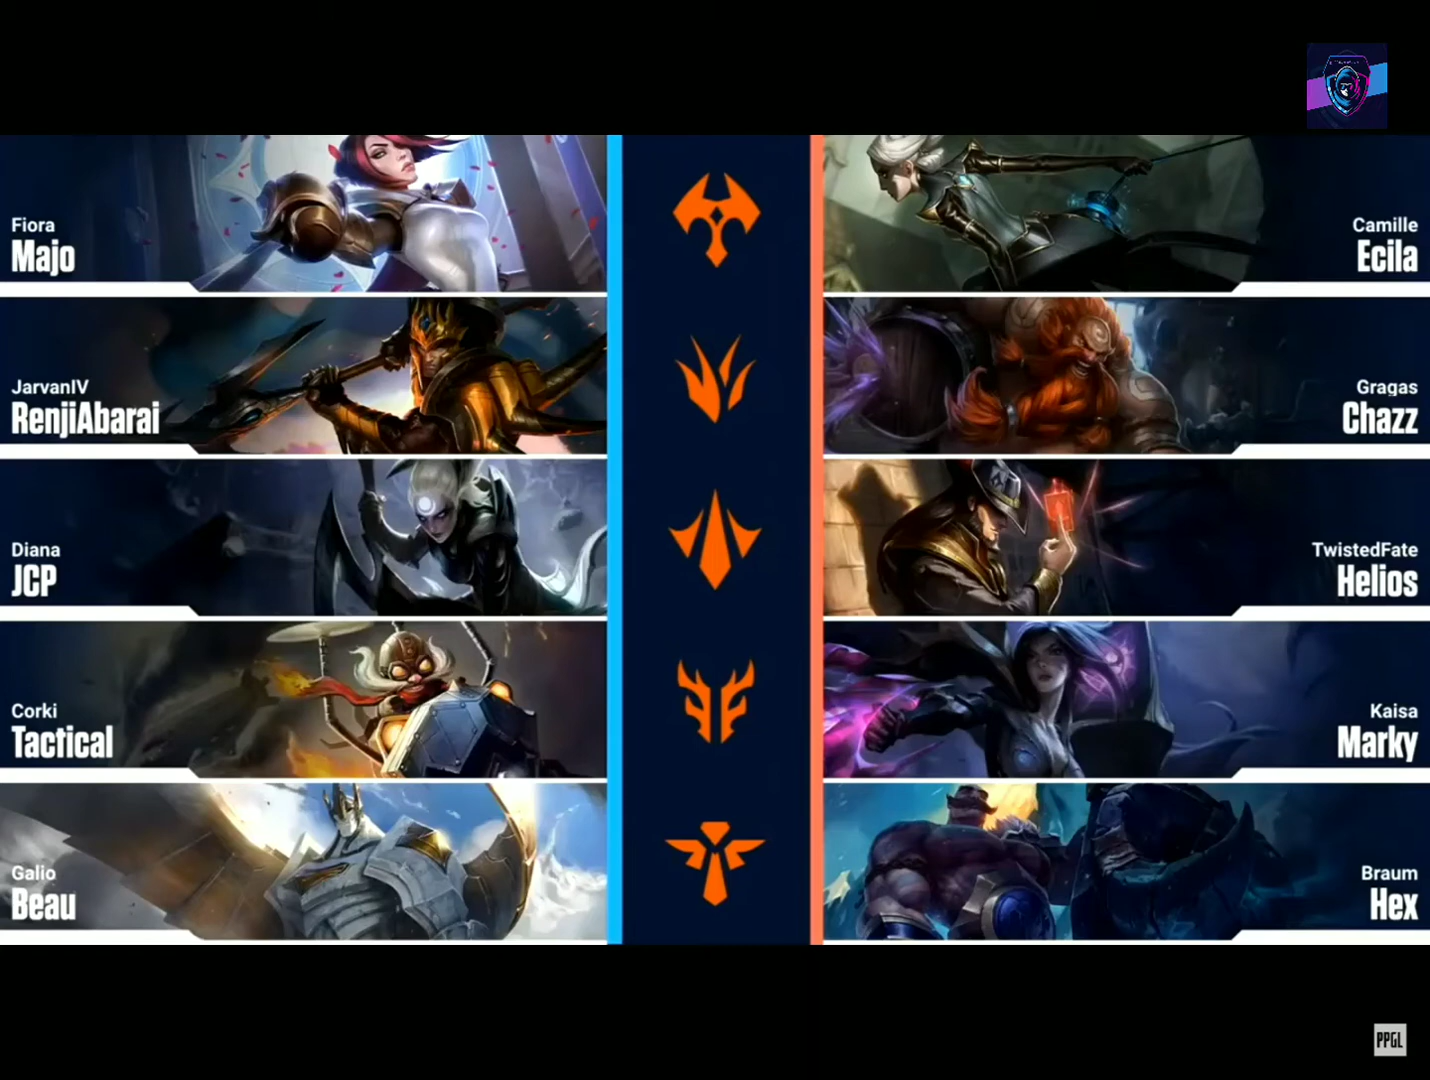 Fiora
Majo
JarvanIV
RenjiAbarai
Diana
JCP
Corki
Tactical
Galio
Beau
Camille
Ecila
Gragas
Chazz
TwistedFate
Helios
Kaisa
Marky
Braum
Hex
PPGL